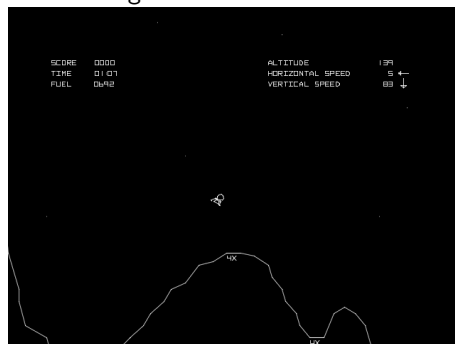 SCORE 0000
TIME 0107
FUEL 0692
ALTITUDE 139
HORIZONTAL SPEED 5 ←
VERTICAL SPEED 83 ↓
4X
4X